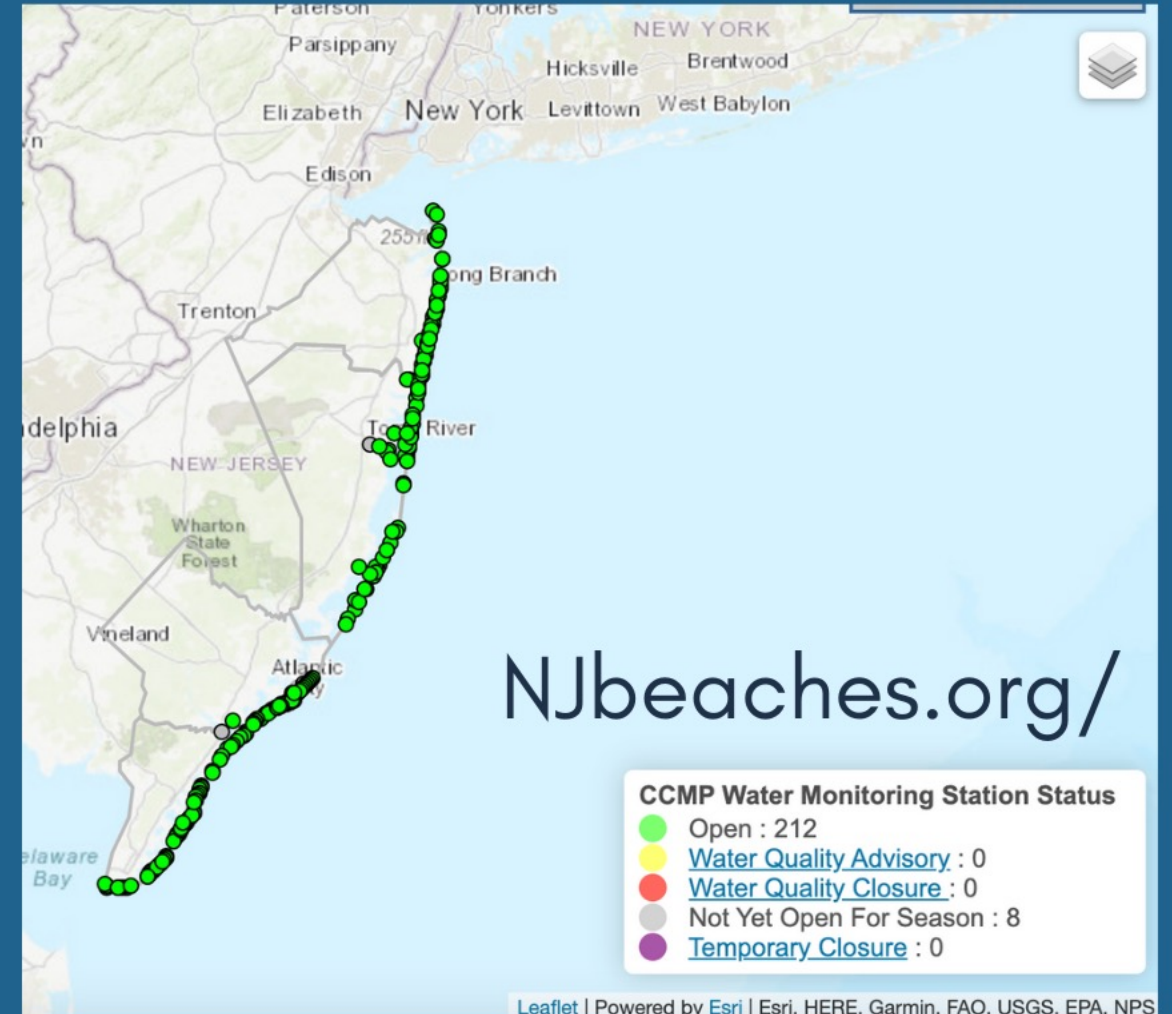 Paterson
Yonkers
NEW YORK
Parsippany
Hicksville
Brentwood
Elizabeth
New York
Levittown
West Babylon
Edison
Long Branch
Trenton
River
NEW JERSEY
Wharton
State
Forest
Vineland
Atlantic
NJbeaches.org/
CCMP Water Monitoring Station Status
Open : 212
Water Quality Advisory : 0
Water Quality Closure : 0
Not Yet Open For Season : 8
Temporary Closure : 0
Bay
Leaflet | Powered by Esri | Esri, HERE, Garmin, FAO, USGS, EPA, NPS